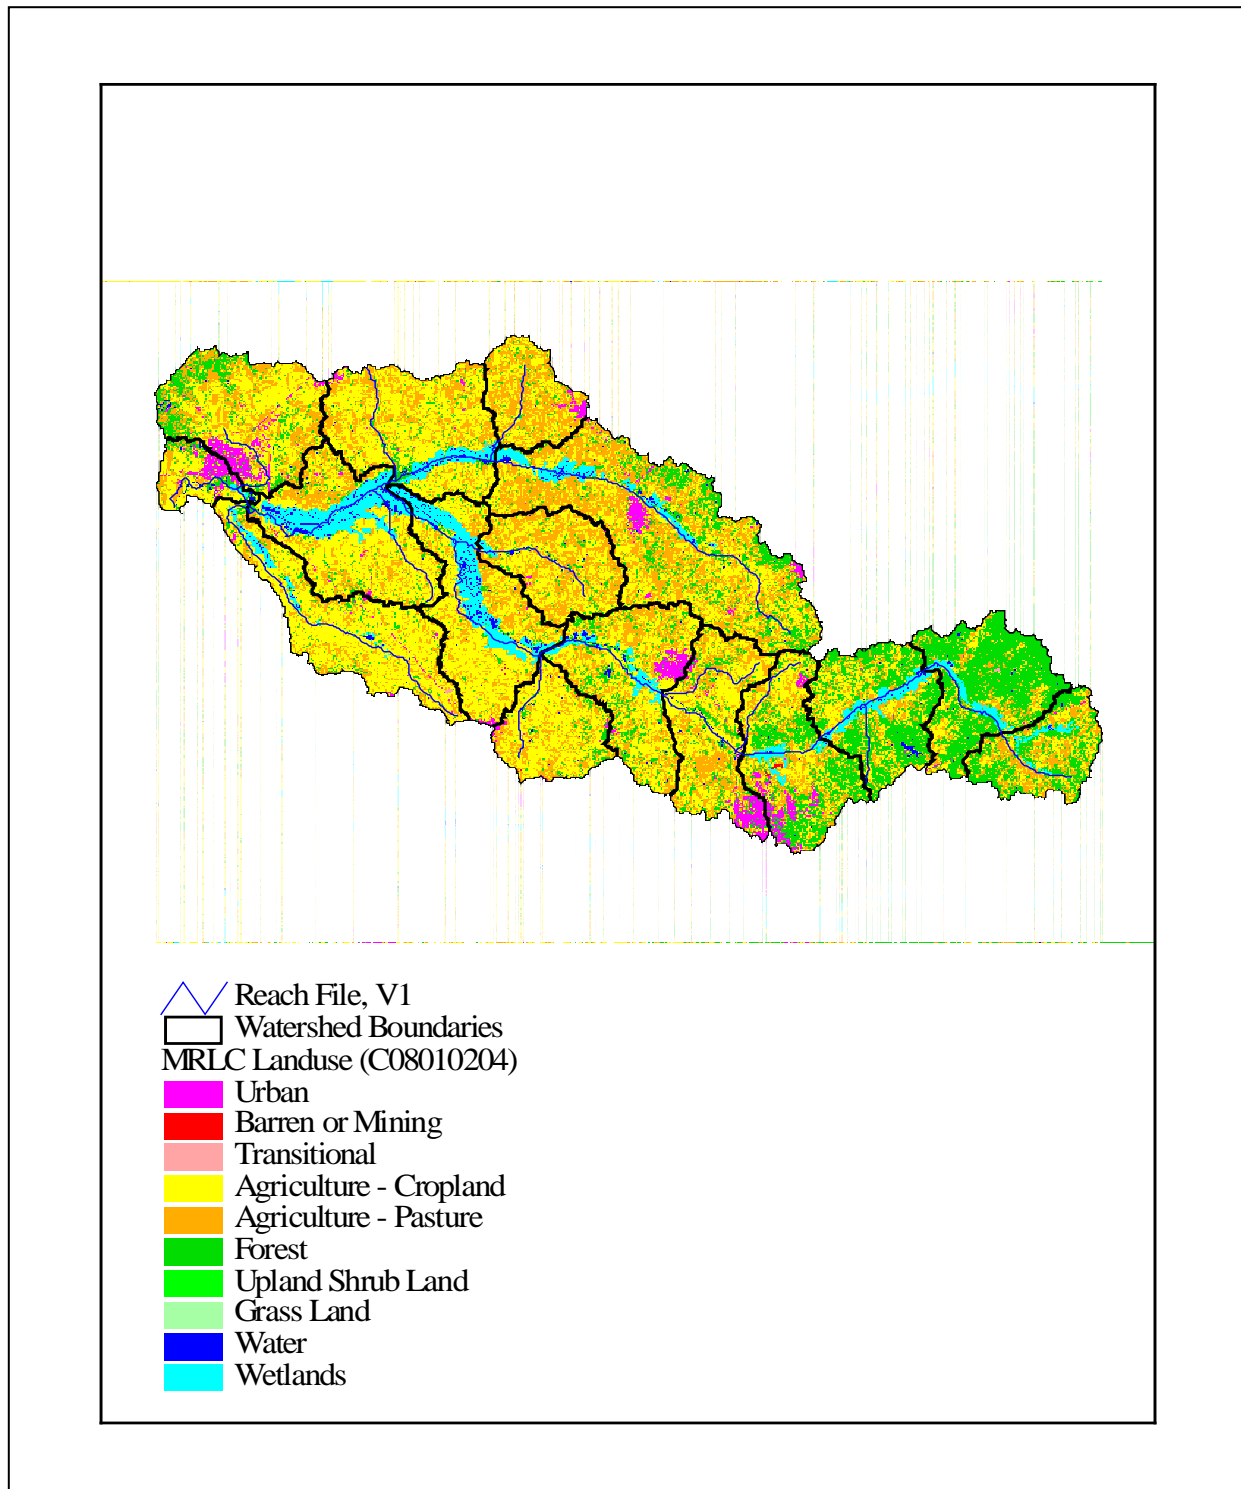 Reach File, V1
Watershed Boundaries
MRLC Landuse (C08010204)
Urban
Barren or Mining
Transitional
Agriculture - Cropland
Agriculture - Pasture
Forest
Upland Shrub Land
Grass Land
Water
Wetlands